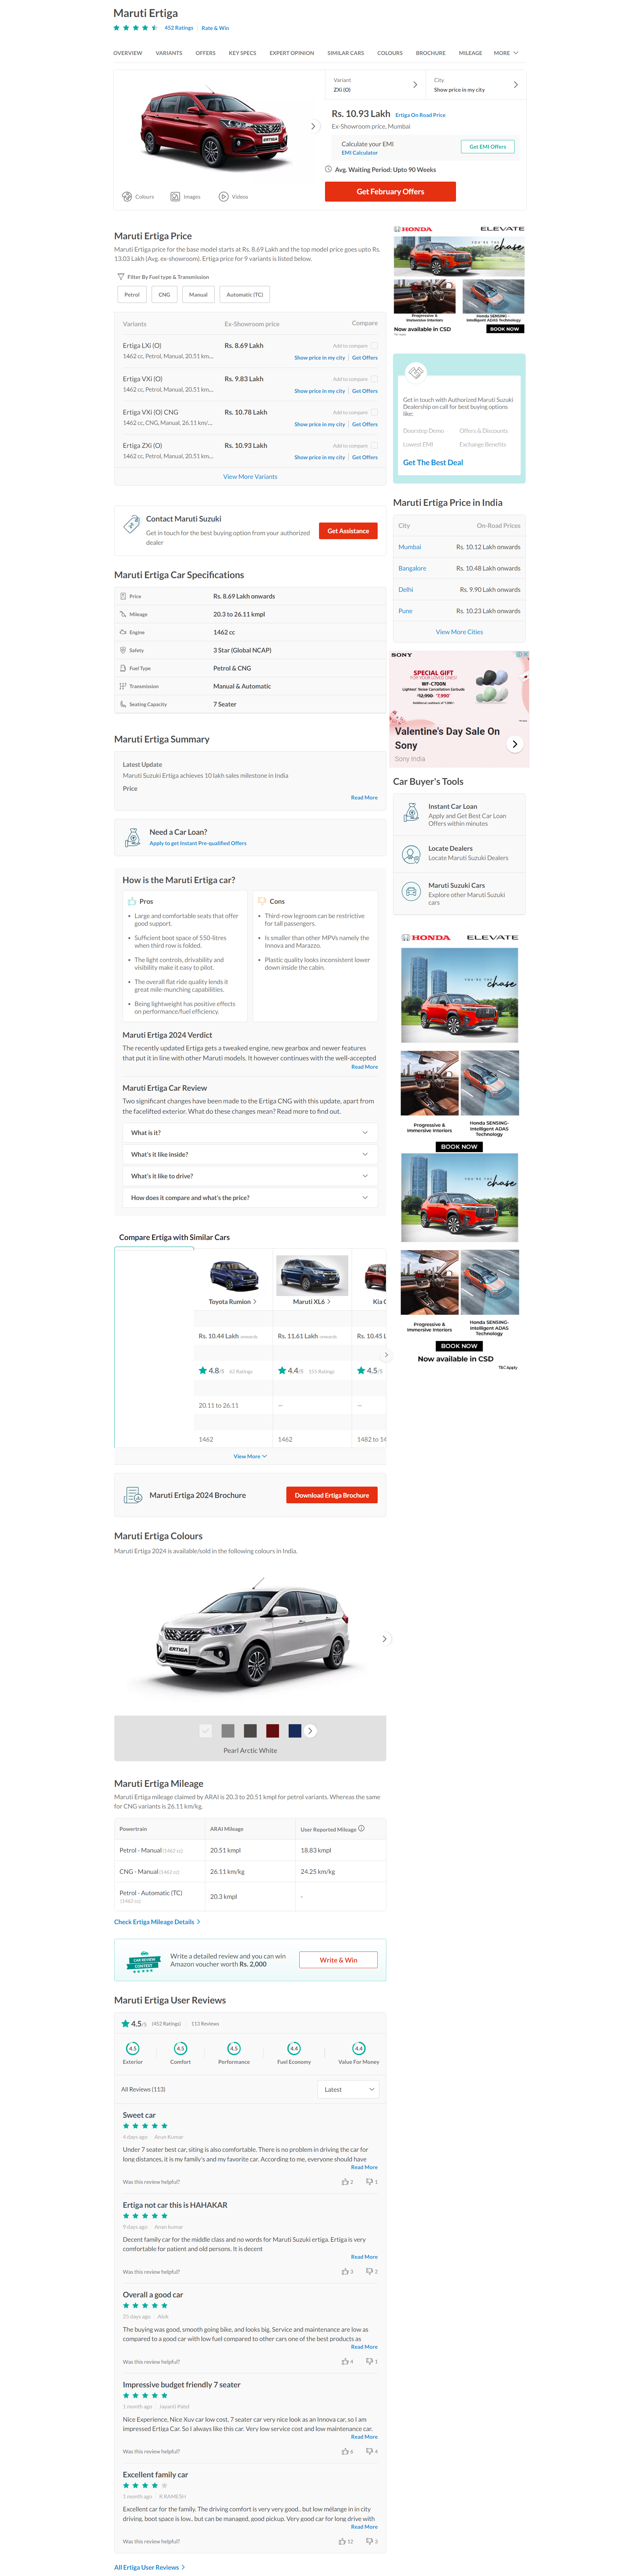 Maruti Ertiga
452 Ratings | Rate & Win
OVERVIEW VARIANTS OFFERS KEY SPECS EXPERT OPINION SIMILAR CARS COLOURS BROCHURE MILEAGE MORE
Variant
ZXi (O)
City
Show price in my city
Rs. 10.93 Lakh Ertiga On Road Price
Ex-Showroom price, Mumbai
Calculate your EMI
EMI Calculator
Get EMI Offers
Avg. Waiting Period: Upto 90 Weeks
Get February Offers
Colours Images Videos
Maruti Ertiga Price
Maruti Ertiga price for the base model starts at Rs. 8.69 Lakh and the top model price goes upto Rs.
13.03 Lakh (Avg. ex-showroom). Ertiga price for 9 variants is listed below.
Filter By Fuel type & Transmission
Petrol CNG Manual Automatic (TC)
Variants Ex-Showroom price Compare
Ertiga LXi (O) Rs. 8.69 Lakh Add to compare
1462 cc, Petrol, Manual, 20.51 km... Show price in my city | Get Offers
Ertiga VXi (O) Rs. 9.83 Lakh Add to compare
1462 cc, Petrol, Manual, 20.51 km... Show price in my city | Get Offers
Ertiga VXi (O) CNG Rs. 10.78 Lakh Add to compare
1462 cc, CNG, Manual, 26.11 km/... Show price in my city | Get Offers
Ertiga ZXi (O) Rs. 10.93 Lakh Add to compare
1462 cc, Petrol, Manual, 20.51 km... Show price in my city | Get Offers
View More Variants
Contact Maruti Suzuki
Get in touch for the best buying option from your authorized
dealer
Get Assistance
Maruti Ertiga Car Specifications
Price Rs. 8.69 Lakh onwards
Mileage 20.3 to 26.11 kmpl
Engine 1462 cc
Safety 3 Star (Global NCAP)
Fuel Type Petrol & CNG
Transmission Manual & Automatic
Seating Capacity 7 Seater
Maruti Ertiga Summary
Latest Update
Maruti Suzuki Ertiga achieves 10 lakh sales milestone in India
Price
Read More
Need a Car Loan?
Apply to get Instant Pre-qualified Offers
How is the Maruti Ertiga car?
Pros
Large and comfortable seats that offer
good support.
Sufficient boot space of 550-litres
when third row is folded.
The light controls, drivability and
visibility make it easy to pilot.
The overall flat ride quality lends it
great mile-munching capabilities.
Being lightweight has positive effects
on performance/fuel efficiency.
Cons
Third-row legroom can be restrictive
for tall passengers.
Is smaller than other MPVs namely the
Innova and Marazzo.
Plastic quality looks inconsistent lower
down inside the cabin.
Maruti Ertiga 2024 Verdict
The recently updated Ertiga gets a tweaked engine, new gearbox and newer features
that put it in line with other Maruti models. It however continues with the well-accepted
Read More
Maruti Ertiga Car Review
Two significant changes have been made to the Ertiga CNG with this update, apart from
the facelifted exterior. What do these changes mean? Read more to find out.
What is it?
What's it like inside?
What's it like to drive?
How does it compare and what's the price?
Compare Ertiga with Similar Cars
Toyota Rumion Maruti XL6 Kia C
Rs. 10.44 Lakh onwards Rs. 11.61 Lakh onwards Rs. 10.45 L
4.8/5 63 Ratings 4.4/5 155 Ratings 4.5/5
20.11 to 26.11 -- --
1462 1462 1482 to 14
View More
Maruti Ertiga 2024 Brochure
Download Ertiga Brochure
Maruti Ertiga Colours
Maruti Ertiga 2024 is available/sold in the following colours in India.
ERTIGA
Pearl Arctic White
Maruti Ertiga Mileage
Maruti Ertiga mileage claimed by ARAI is 20.3 to 20.51 kmpl for petrol variants. Whereas the same
for CNG variants is 26.11 km/kg.
Powertrain ARAI Mileage User Reported Mileage
Petrol - Manual (1462 cc) 20.51 kmpl 18.83 kmpl
CNG - Manual (1462 cc) 26.11 km/kg 24.25 km/kg
Petrol - Automatic (TC)
(1462 cc) 20.3 kmpl -
Check Ertiga Mileage Details
CAR REVIEW
CONTEST
Write a detailed review and you can win
Amazon voucher worth Rs. 2,000
Write & Win
Maruti Ertiga User Reviews
4.5/5 (452 Ratings) 113 Reviews
4.5 4.5 4.5 4.4 4.4
Exterior Comfort Performance Fuel Economy Value For Money
All Reviews (113) Latest
Sweet car
4 days ago Arun Kumar
Under 7 seater best car, siting is also comfortable. There is no problem in driving the car for
long distances, it is my family's and my favorite car. According to me, everyone should have
Read More
Was this review helpful? 2 1
Ertiga not car this is HAHAKAR
9 days ago Arun kumar
Decent family car for the middle class and no words for Maruti Suzuki ertiga. Ertiga is very
comfortable for patient and old persons. It is decent
Read More
Was this review helpful? 3 2
Overall a good car
25 days ago Alok
The buying was good, smooth going bike, and looks big. Service and maintenance are low as
compared to a good car with low fuel compared to other cars one of the best products as
Read More
Was this review helpful? 4 1
Impressive budget friendly 7 seater
1 month ago Jayanti Patel
Nice Experience, Nice Xuv car low cost, 7 seater car very nice look as an Innova car, so I am
impressed Ertiga Car. So I always like this car. Very low service cost and low maintenance car.
Read More
Was this review helpful? 6 4
Excellent family car
1 month ago K RAMESH
Excellent car for the family. The driving comfort is very very good.. but low mélange in in city
driving, boot space is low.. but can be managed, good pickup. Very good car for long drive with
Read More
Was this review helpful? 12 3
All Ertiga User Reviews
HONDA ELEVATE
YOU'RE THE
chase
Progressive &
Immersive Interiors
Honda SENSING-
Intelligent ADAS Technology
Now available in CSD
BOOK NOW
Get in touch with Authorized Maruti Suzuki
Dealership on call for best buying options
like:
Doorstep Demo Offers & Discounts
Lowest EMI Exchange Benefits
Get The Best Deal
Maruti Ertiga Price in India
City On-Road Prices
Mumbai Rs. 10.12 Lakh onwards
Bangalore Rs. 10.48 Lakh onwards
Delhi Rs. 9.90 Lakh onwards
Pune Rs. 10.23 Lakh onwards
View More Cities
SONY
SPECIAL GIFT
FOR YOUR LOVED ONES!
WF-C700N
Lightest Noise Cancellation Earbuds
₹12,990 ₹7,990
Valentine's Day Sale On
Sony
Sony India
Car Buyer's Tools
Instant Car Loan
Apply and Get Best Car Loan
Offers within minutes
Locate Dealers
Locate Maruti Suzuki Dealers
Maruti Suzuki Cars
Explore other Maruti Suzuki
cars
HONDA ELEVATE
YOU'RE THE
chase
Progressive &
Immersive Interiors
Honda SENSING-
Intelligent ADAS
Technology
BOOK NOW
YOU'RE THE
chase
Progressive &
Immersive Interiors
Honda SENSING-
Intelligent ADAS
Technology
BOOK NOW
Now available in CSD
T&C Apply